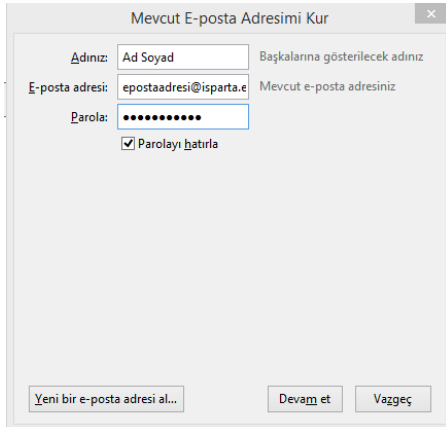 Mevcut E-posta Adresimi Kur
Adınız: Ad Soyad Başkalarına gösterilecek adınız
E-posta adresi: epostaadresi@isparta.e Mevcut e-posta adresiniz
Parola: •••••••••••
Parolayı hatırla
Yeni bir e-posta adresi al... Devam et Vazgeç